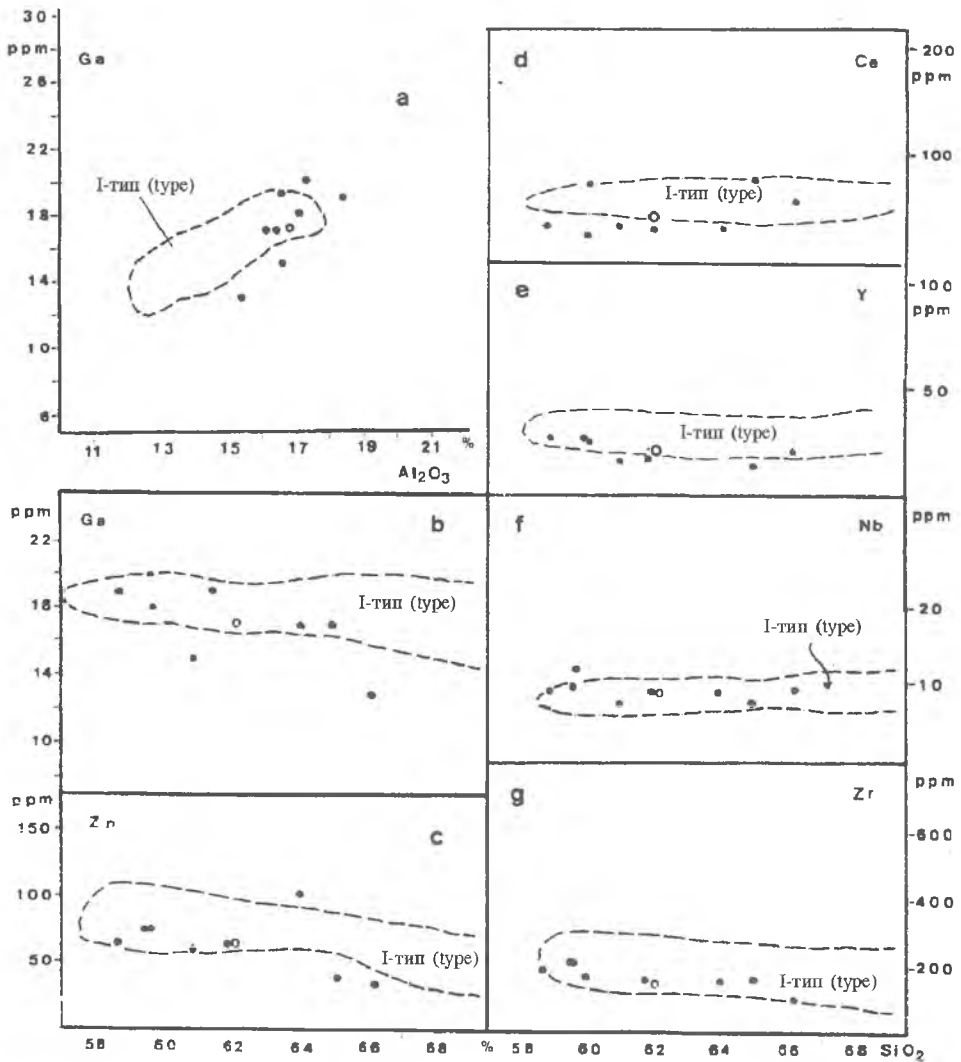 30
ppm
26
22
18
14
10
6
Ga
a
I-тип (type)
11 13 15 17 19 21 %
Al₂O₃
d
Ce
200
ppm
100
I-тип (type)
e
Y
100
ppm
50
I-тип (type)
ppm
22
18
14
10
Ga
b
I-тип (type)
f
Nb
ppm
20
10
I-тип (type)
ppm
150
100
50
Zn
c
I-тип (type)
58 60 62 64 66 68 %
g
Zr
ppm
600
400
200
I-тип (type)
58 60 62 64 66 68 SiO₂